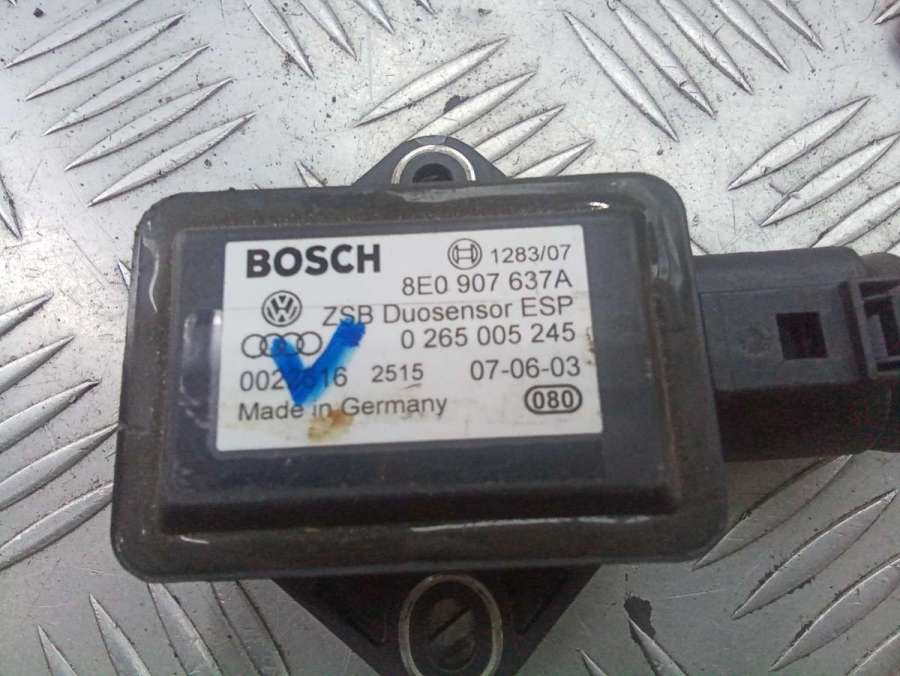 BOSCH 1283/07
8E0 907 637A
ZSB Duosensor ESP
0 265 005 245
2515 07-06-03
Made in Germany 080